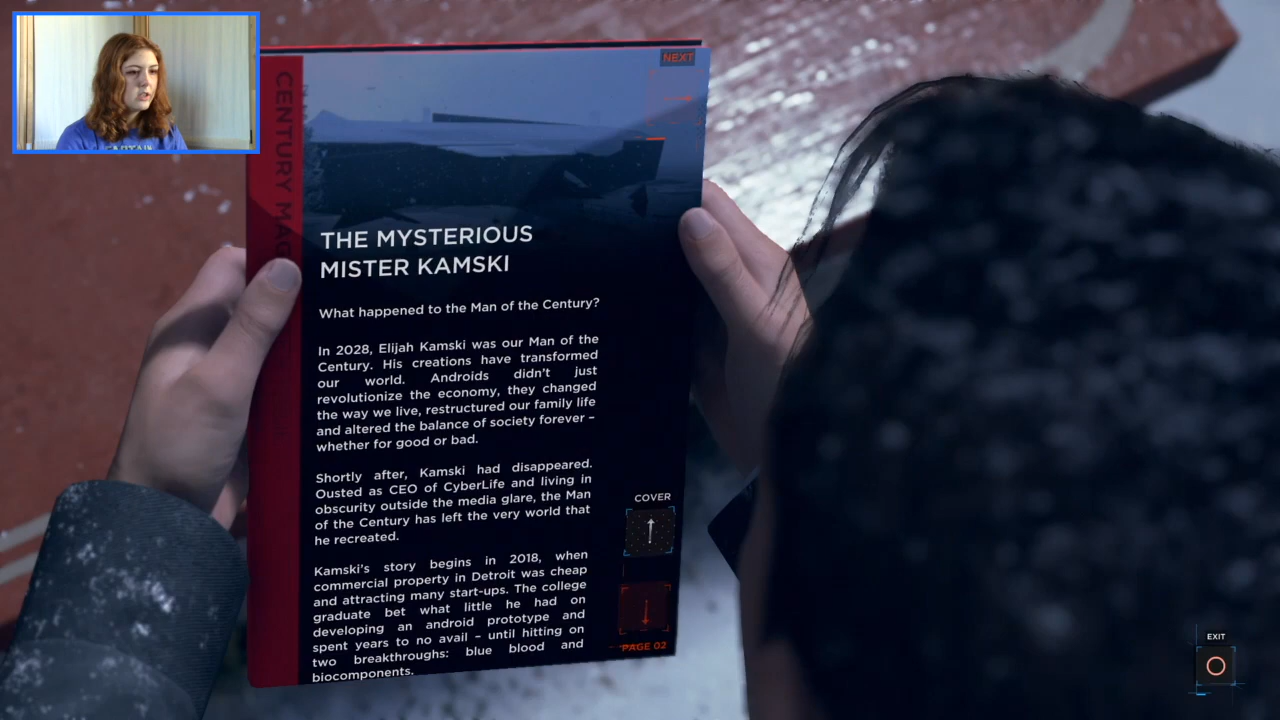 NEXT
CENTURY MAG
THE MYSTERIOUS
MISTER KAMSKI
What happened to the Man of the Century?
In 2028, Elijah Kamski was our Man of the
Century. His creations have transformed
our world. Androids didn't just
revolutionize the economy, they changed
the way we live, restructured our family life
and altered the balance of society forever –
whether for good or bad.
Shortly after, Kamski had disappeared.
Ousted as CEO of CyberLife and living in
obscurity outside the media glare, the Man
of the Century has left the very world that
he recreated.
Kamski's story begins in 2018, when
commercial property in Detroit was cheap
and attracting many start-ups. The college
graduate bet what little he had on
developing an android prototype and
spent years to no avail – until hitting on
two breakthroughs: blue blood and
biocomponents.
COVER
PAGE 02
EXIT